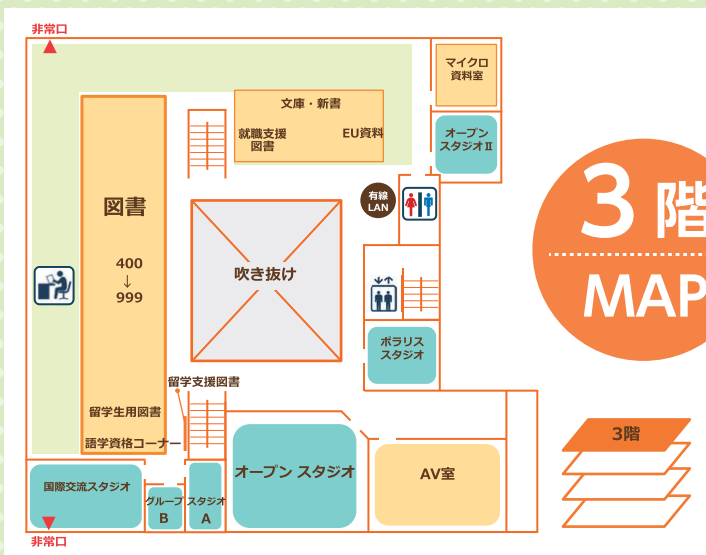 非常口
マイクロ
資料室
文庫・新書
就職支援
図書
EU資料
オープン
スタジオⅡ
有線
LAN
図書
400
↓
999
吹き抜け
3 階
MAP
ポラリス
スタジオ
留学支援図書
留学生用図書
語学資格コーナー
3階
国際交流スタジオ
グループ
B
スタジオ
A
オープン スタジオ
AV室
非常口